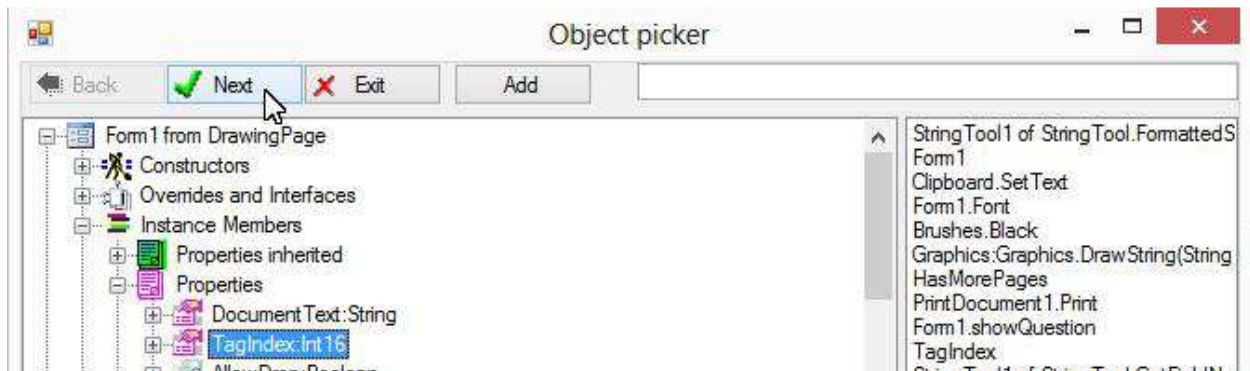 Object picker
Back Next Exit Add
Form1 from DrawingPage
Constructors
Overrides and Interfaces
Instance Members
Properties inherited
Properties
DocumentText:String
TagIndex:Int16
StringTool1 of StringTool.FormattedS
Form1
Clipboard.SetText
Form1.Font
Brushes.Black
Graphics:Graphics.DrawString(String
HasMorePages
PrintDocument1.Print
Form1.showQuestion
TagIndex